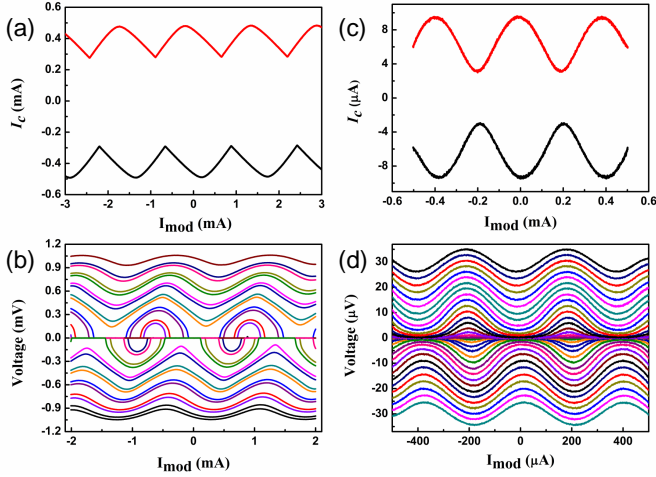 (a)
0.6
0.4
0.2
0.0
-0.2
-0.4
-0.6
Ic (mA)
-3 -2 -1 0 1 2 3
Imod (mA)
(c)
8
4
0
-4
-8
Ic (μA)
-0.6 -0.4 -0.2 0.0 0.2 0.4 0.6
Imod (mA)
(b)
1.2
0.9
0.6
0.3
0.0
-0.3
-0.6
-0.9
-1.2
Voltage (mV)
-2 -1 0 1 2
Imod (mA)
(d)
30
20
10
0
-10
-20
-30
Voltage (μV)
-400 -200 0 200 400
Imod (μA)